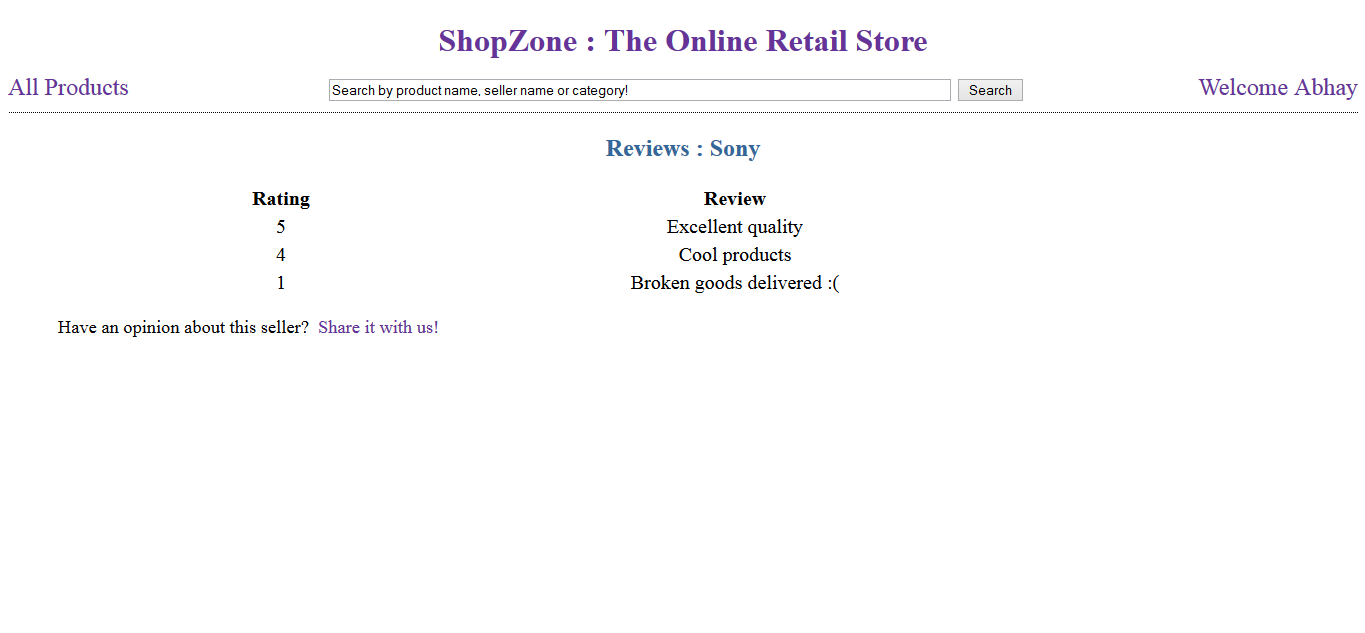 ShopZone : The Online Retail Store
All Products Search by product name, seller name or category! Search Welcome Abhay
Reviews : Sony
Rating Review
5 Excellent quality
4 Cool products
1 Broken goods delivered :(
Have an opinion about this seller? Share it with us!